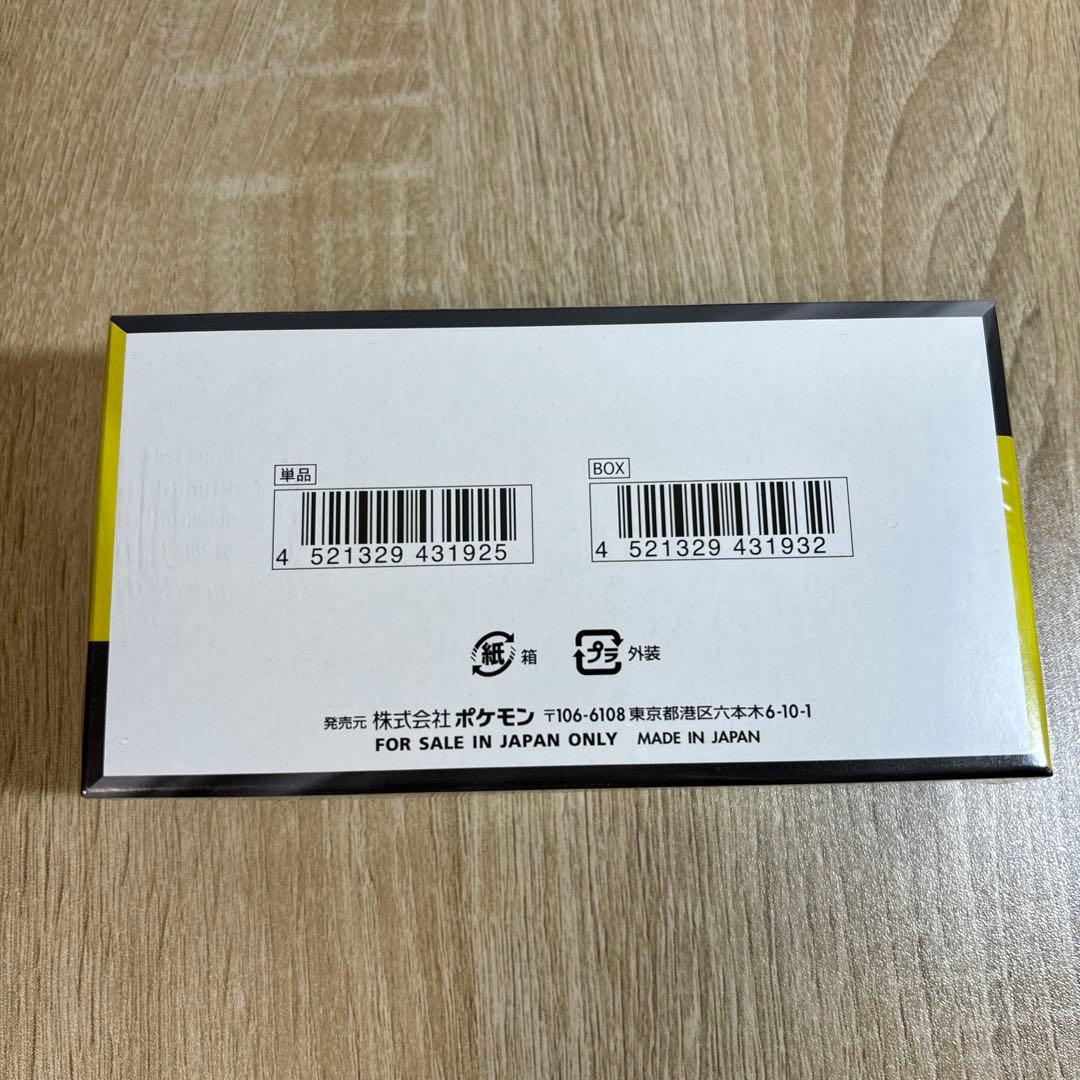 単品
4 521329 431925
BOX
4 521329 431932
紙 箱
プラ 外装
発売元 株式会社 ポケモン 〒106-6108 東京都港区六本木6-10-1
FOR SALE IN JAPAN ONLY MADE IN JAPAN